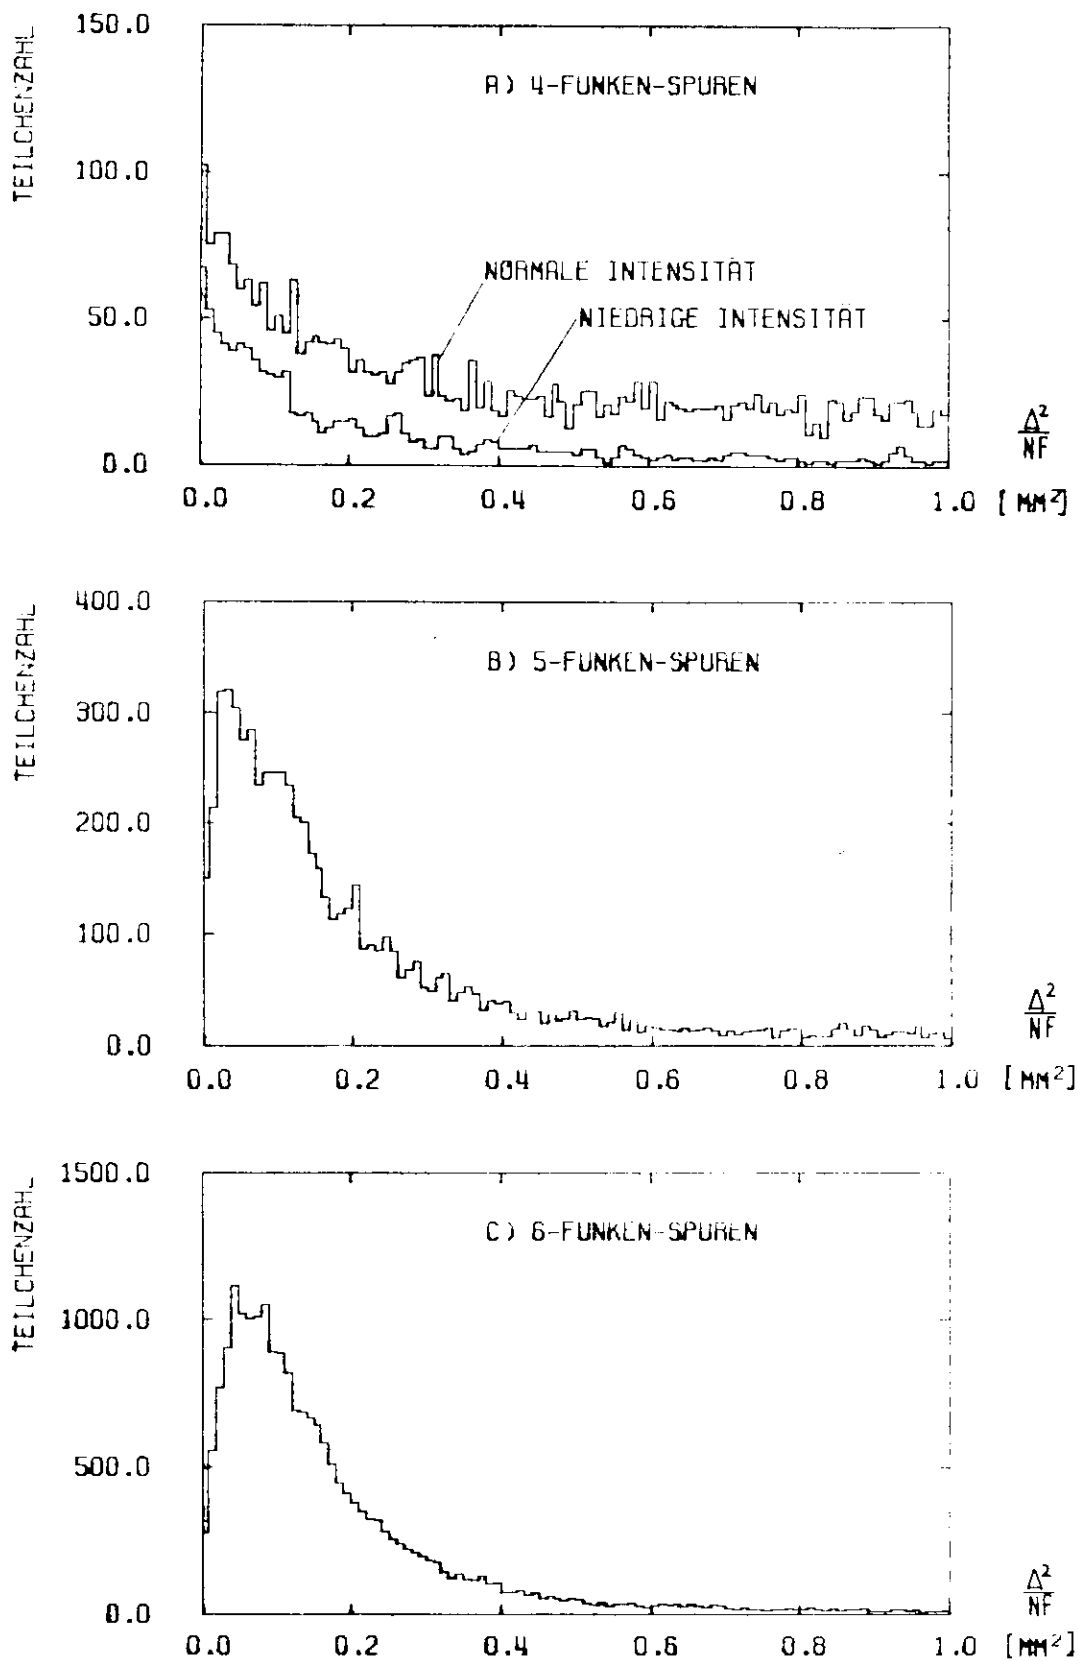 TEILCHENZAHL
150.0
100.0
50.0
0.0
A) 4-FUNKEN-SPUREN
NORMALE INTENSITÄT
NIEDRIGE INTENSITÄT
0.0 0.2 0.4 0.6 0.8 1.0
Δ²
NF
[MM²]
TEILCHENZAHL
400.0
300.0
200.0
100.0
0.0
B) 5-FUNKEN-SPUREN
0.0 0.2 0.4 0.6 0.8 1.0
Δ²
NF
[MM²]
TEILCHENZAHL
1500.0
1000.0
500.0
0.0
C) 6-FUNKEN-SPUREN
0.0 0.2 0.4 0.6 0.8 1.0
Δ²
NF
[MM²]